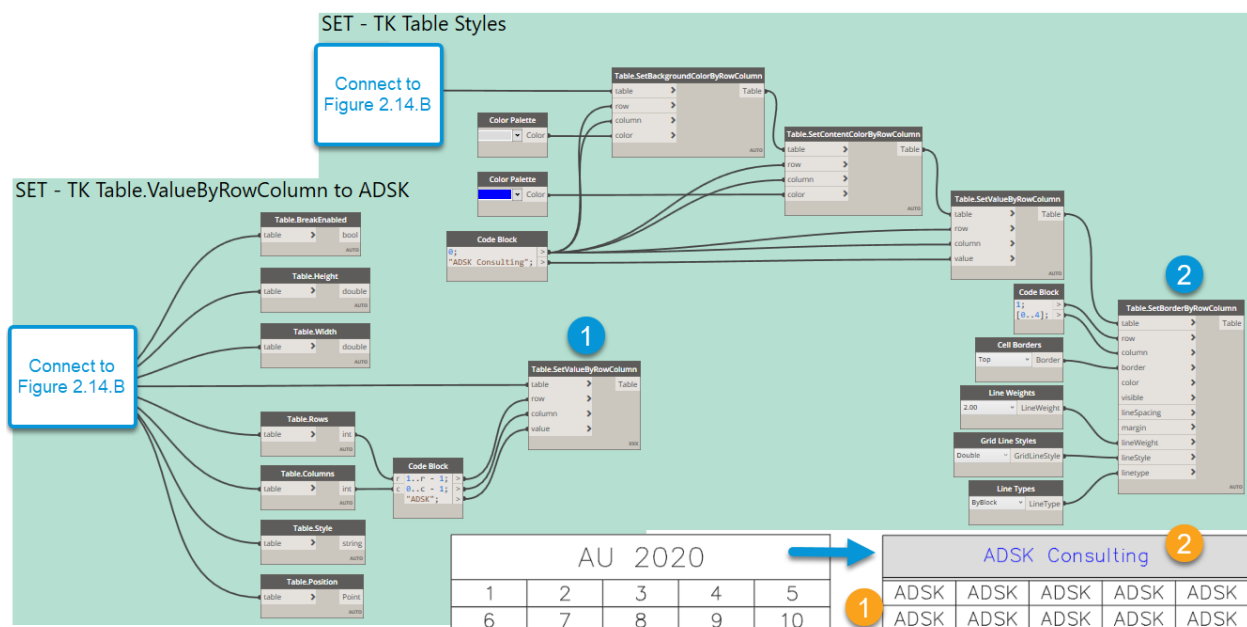 SET - TK Table Styles
Connect to
Figure 2.14.B
Table.SetBackgroundColorByRowColumn
table > Table
row >
column >
color >
AUTO
Color Palette
Color
Color Palette
Color
Code Block
0; >
"ADSK Consulting"; >
Table.SetContentColorByRowColumn
table > Table
row >
column >
color >
AUTO
Table.SetValueByRowColumn
table > Table
row >
column >
value >
AUTO
2
Code Block
1; >
[0..4]; >
Cell Borders
Top Border
Line Weights
2.00 LineWeight
Grid Line Styles
Double GridLineStyle
Line Types
ByBlock LineType
Table.SetBorderByRowColumn
table > Table
row >
column >
border >
color >
visible >
lineSpacing >
margin >
lineWeight >
lineStyle >
linetype >
AUTO
SET - TK Table.ValueByRowColumn to ADSK
Connect to
Figure 2.14.B
Table.BreakEnabled
table > bool
AUTO
Table.Height
table > double
AUTO
Table.Width
table > double
AUTO
Table.Rows
table > int
AUTO
Table.Columns
table > int
AUTO
Table.Style
table > string
AUTO
Table.Position
table > Point
AUTO
Code Block
r 1..r - 1; >
c 0..c - 1; >
"ADSK"; >
1
Table.SetValueByRowColumn
table > Table
row >
column >
value >
AU 2020
1 2 3 4 5
6 7 8 9 10
ADSK Consulting 2
1
ADSK ADSK ADSK ADSK ADSK
ADSK ADSK ADSK ADSK ADSK